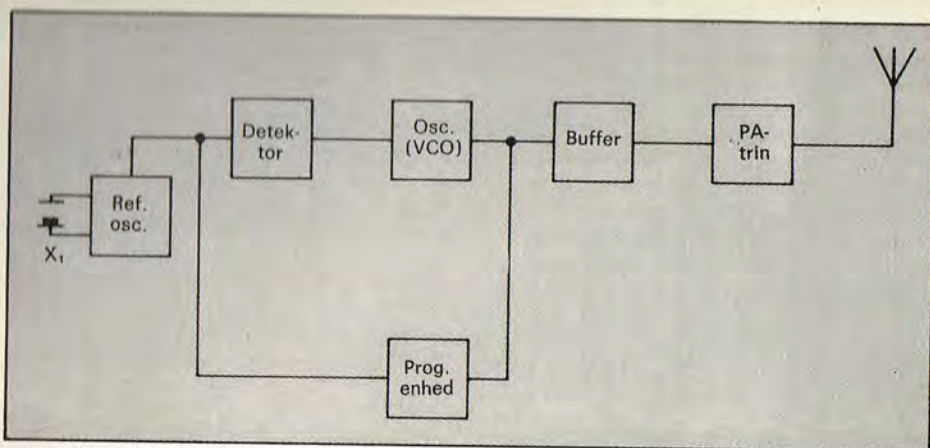 Detek-
tor
Osc.
(VCO)
Buffer
PA-
trin
Ref.
osc.
X₁
Prog.
enhed